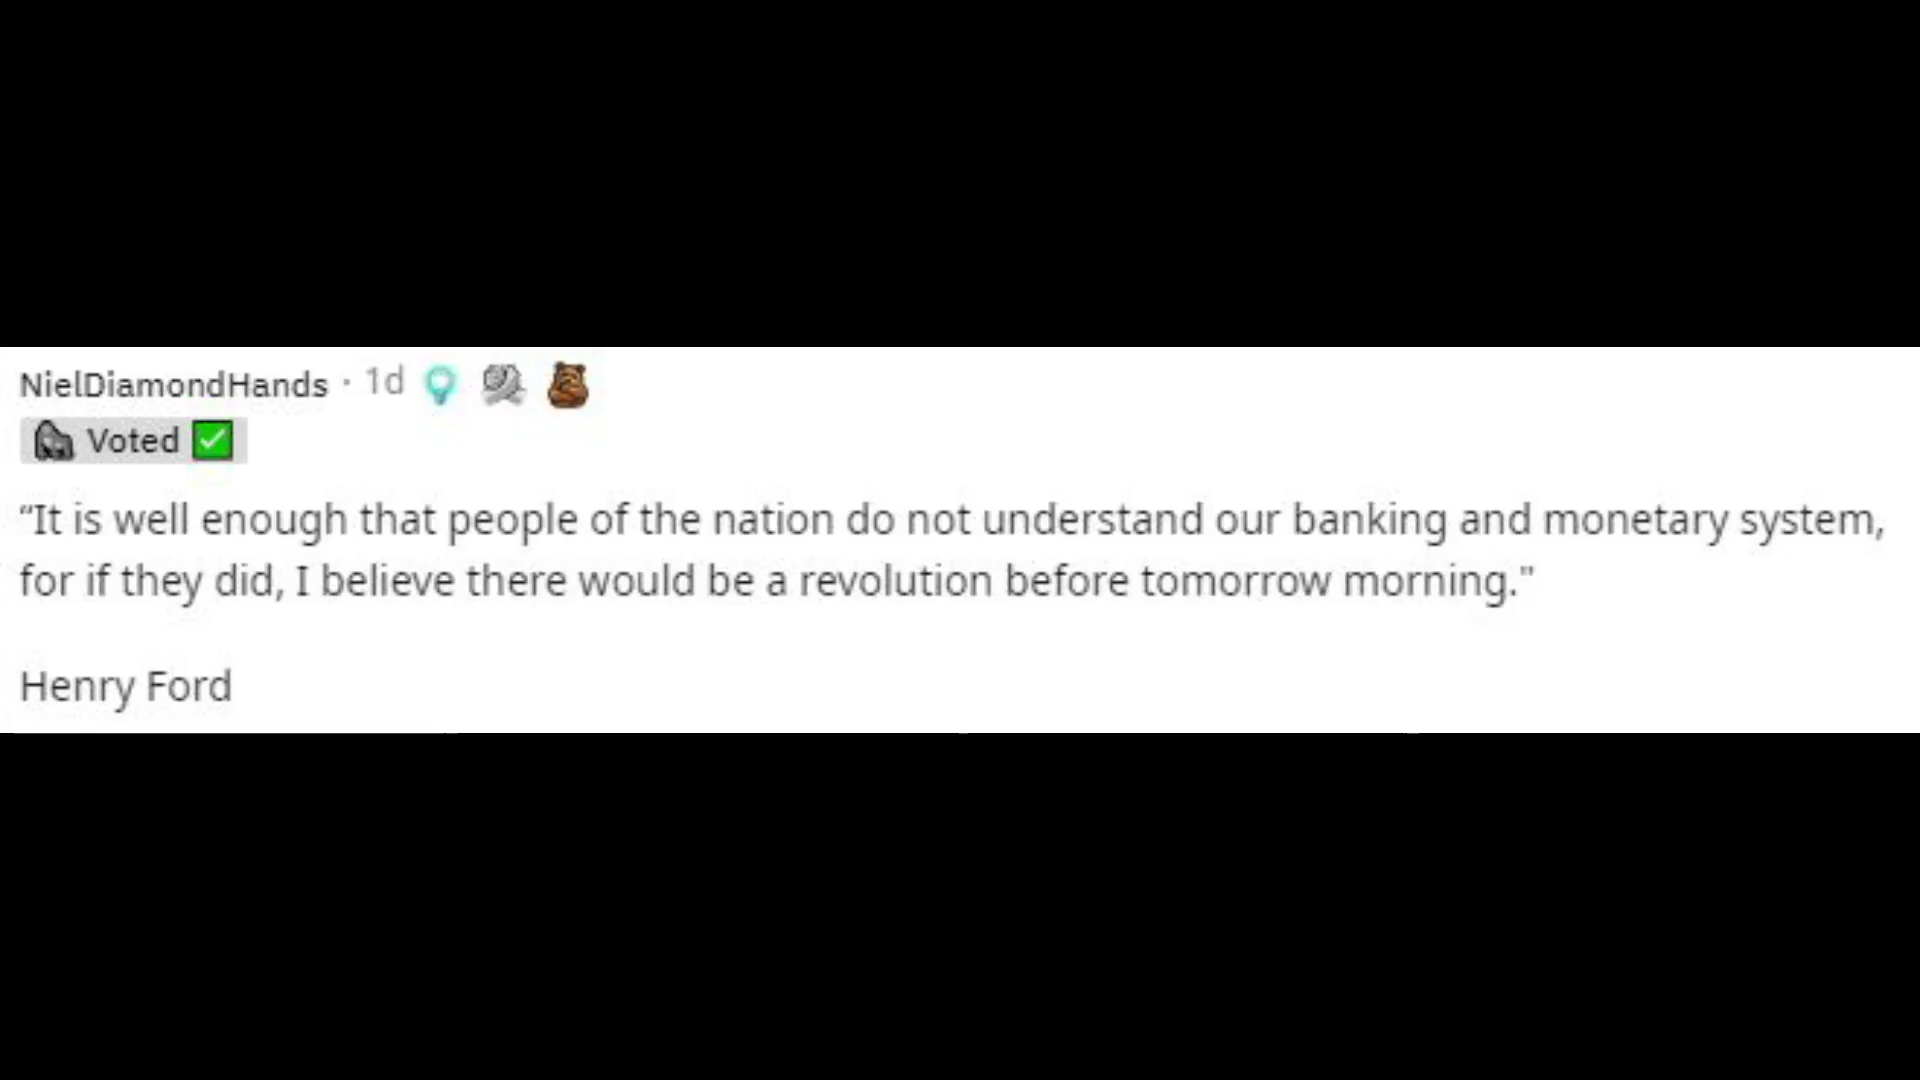 NielDiamondHands · 1d
Voted ✅
“It is well enough that people of the nation do not understand our banking and monetary system,
for if they did, I believe there would be a revolution before tomorrow morning."
Henry Ford